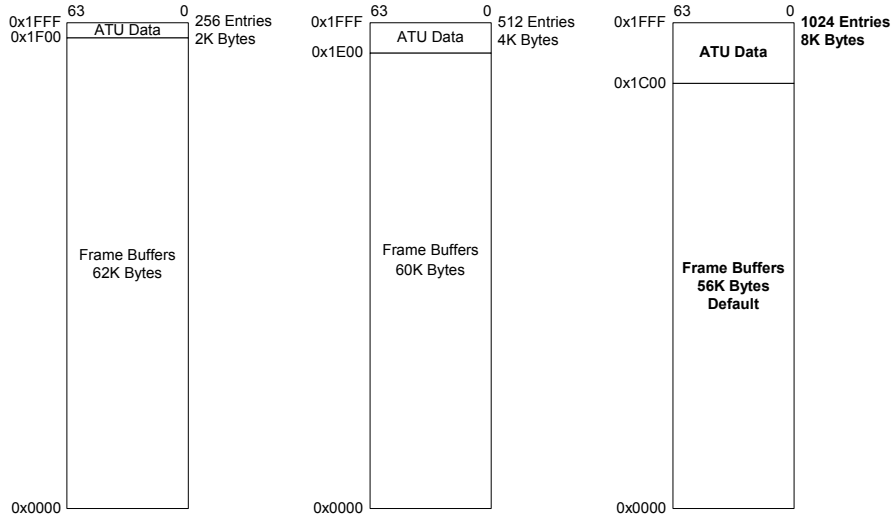 63 0
0x1FFF
ATU Data
256 Entries
2K Bytes
0x1F00
Frame Buffers
62K Bytes
0x0000
63 0
0x1FFF
ATU Data
512 Entries
4K Bytes
0x1E00
Frame Buffers
60K Bytes
0x0000
63 0
0x1FFF
ATU Data
1024 Entries
8K Bytes
0x1C00
Frame Buffers
56K Bytes
Default
0x0000